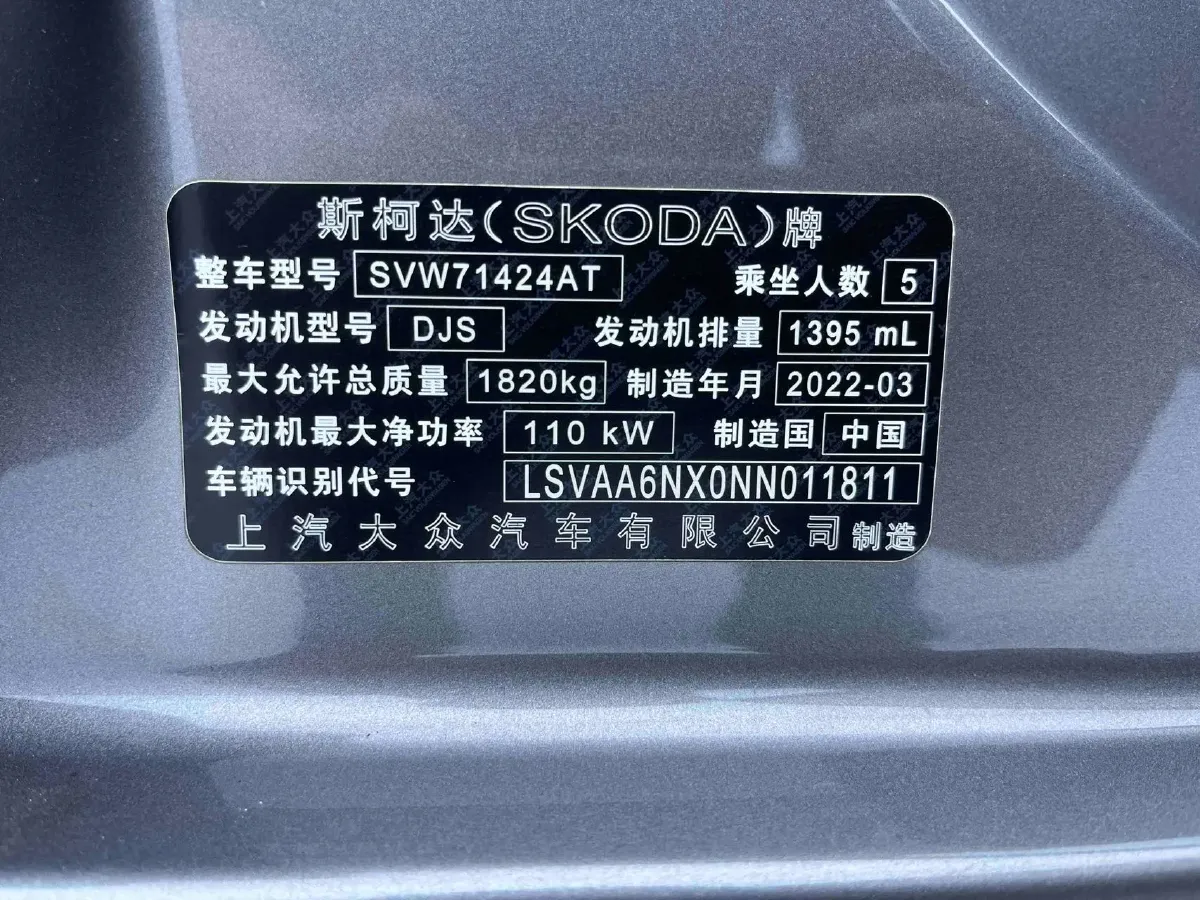 斯柯达(SKODA)牌
整车型号 SVW71424AT 乘坐人数 5
发动机型号 DJS 发动机排量 1395 mL
最大允许总质量 1820kg 制造年月 2022-03
发动机最大净功率 110 kW 制造国 中国
车辆识别代号 LSVAA6NX0NN011811
上汽大众汽车有限公司制造